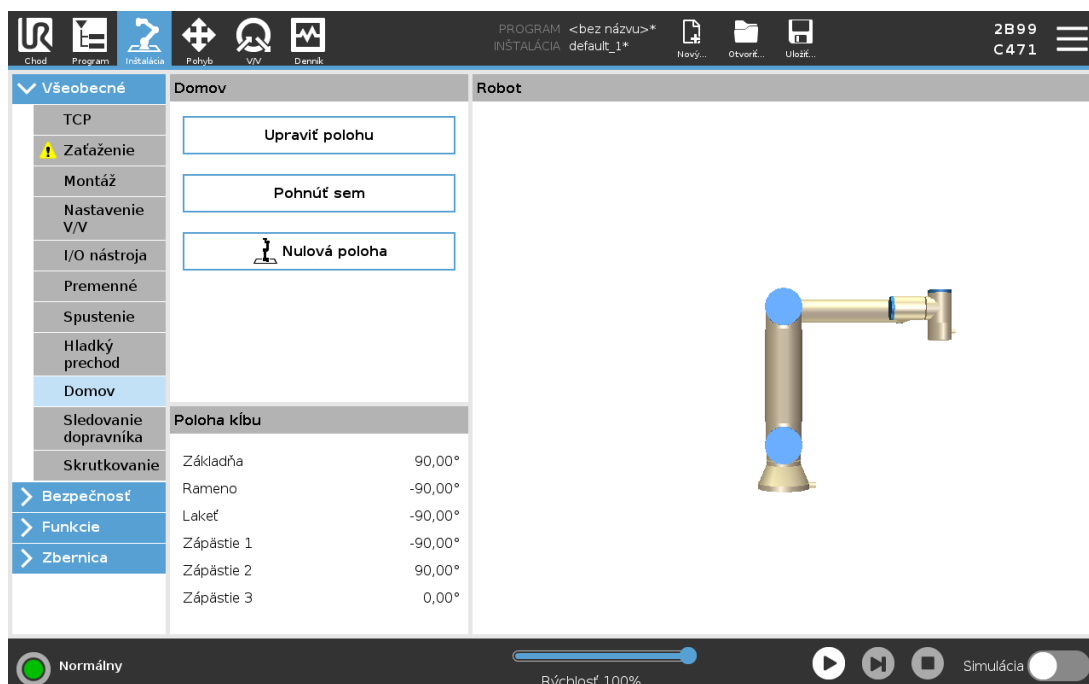 UR
PROGRAM <bez názvu>*
INŠTALÁCIA default_1*
2B99
C471
Chod
Program
Inštalácia
Pohyb
V/V
Denník
Nový...
Otvoriť...
Uložiť...
Všeobecné
TCP
Zaťaženie
Montáž
Nastavenie
V/V
I/O nástroja
Premenné
Spustenie
Hladký
prechod
Domov
Sledovanie
dopravníka
Skrutkovanie
Bezpečnosť
Funkcie
Zbernica
Domov
Upraviť polohu
Pohnúť sem
Nulová poloha
Poloha kĺbu
Základňa 90,00°
Rameno -90,00°
Lakeť -90,00°
Zápästie 1 -90,00°
Zápästie 2 90,00°
Zápästie 3 0,00°
Robot
Normálny
Rýchlosť 100%
Simulácia